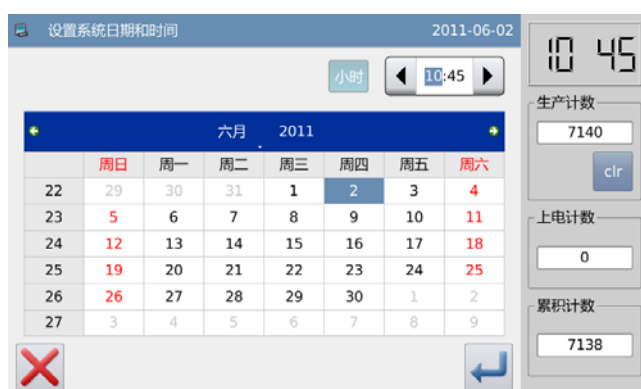 设置系统日期和时间 2011-06-02
小时 10:45
六月 2011
周日 周一 周二 周三 周四 周五 周六
22 29 30 31 1 2 3 4
23 5 6 7 8 9 10 11
24 12 13 14 15 16 17 18
25 19 20 21 22 23 24 25
26 26 27 28 29 30 1 2
27 3 4 5 6 7 8 9
10 45
生产计数
7140
clr
上电计数
0
累积计数
7138